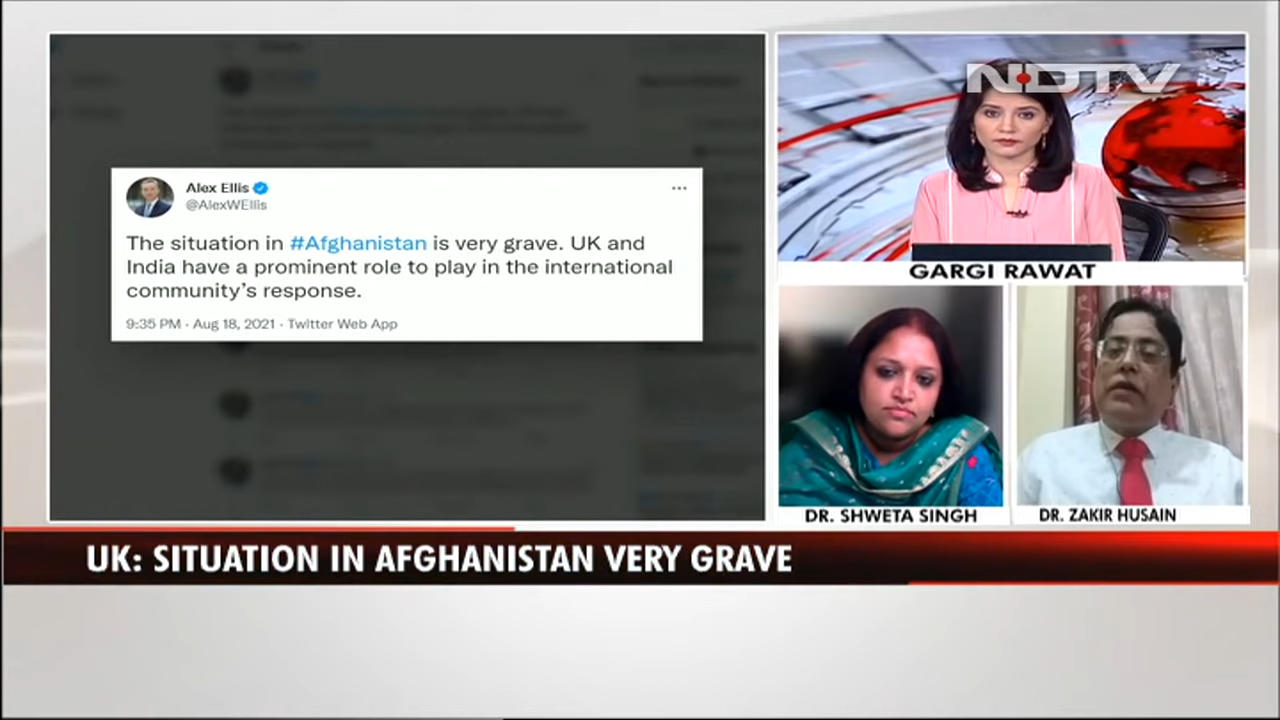 Alex Ellis
@AlexWEllis
The situation in #Afghanistan is very grave. UK and
India have a prominent role to play in the international
community's response.
9:35 PM · Aug 18, 2021 · Twitter Web App
NDTV
GARGI RAWAT
DR. SHWETA SINGH
DR. ZAKIR HUSAIN
UK: SITUATION IN AFGHANISTAN VERY GRAVE